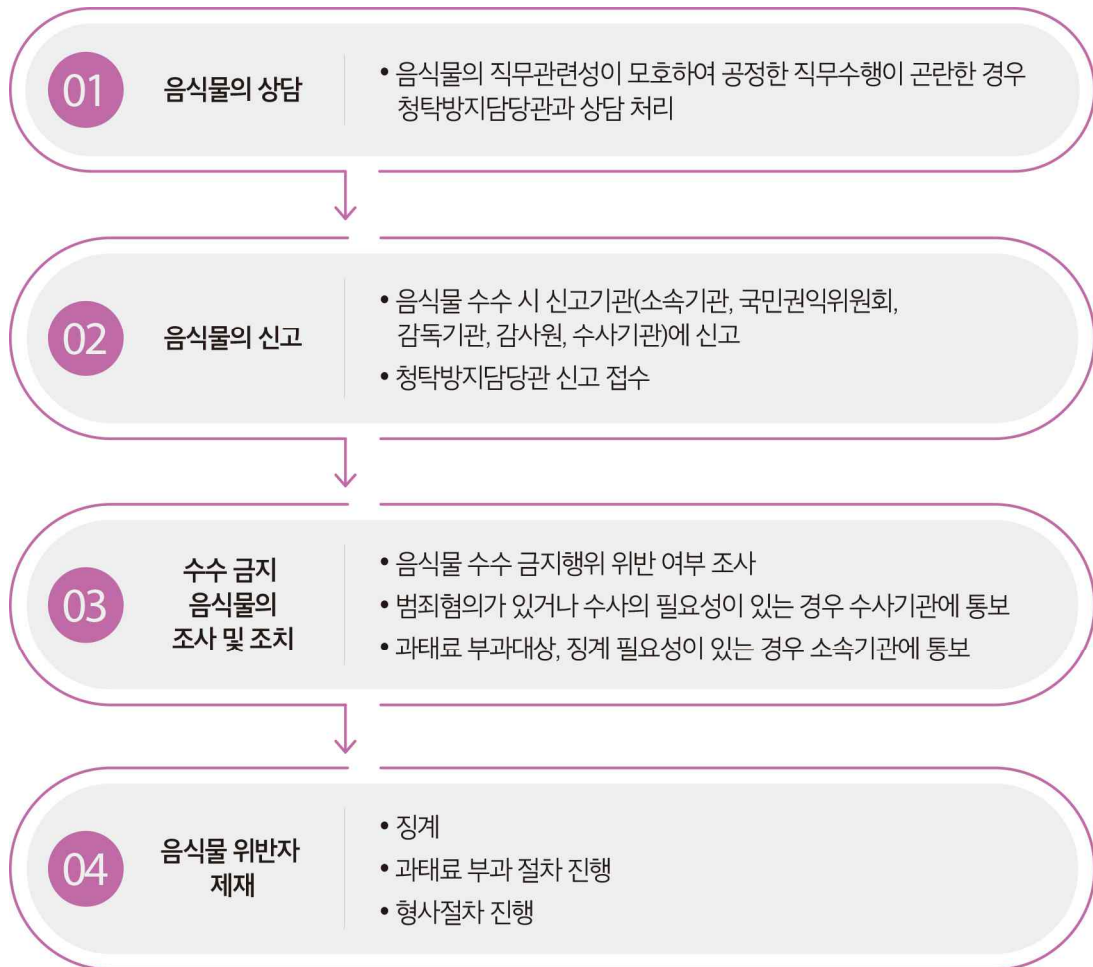 01
음식물의 상담
• 음식물의 직무관련성이 모호하여 공정한 직무수행이 곤란한 경우
청탁방지담당관과 상담 처리
02
음식물의 신고
• 음식물 수수 시 신고기관(소속기관, 국민권익위원회,
감독기관, 감사원, 수사기관)에 신고
• 청탁방지담당관 신고 접수
03
수수 금지
음식물의
조사 및 조치
• 음식물 수수 금지행위 위반 여부 조사
• 범죄혐의가 있거나 수사의 필요성이 있는 경우 수사기관에 통보
• 과태료 부과대상, 징계 필요성이 있는 경우 소속기관에 통보
04
음식물 위반자
제재
• 징계
• 과태료 부과 절차 진행
• 형사절차 진행